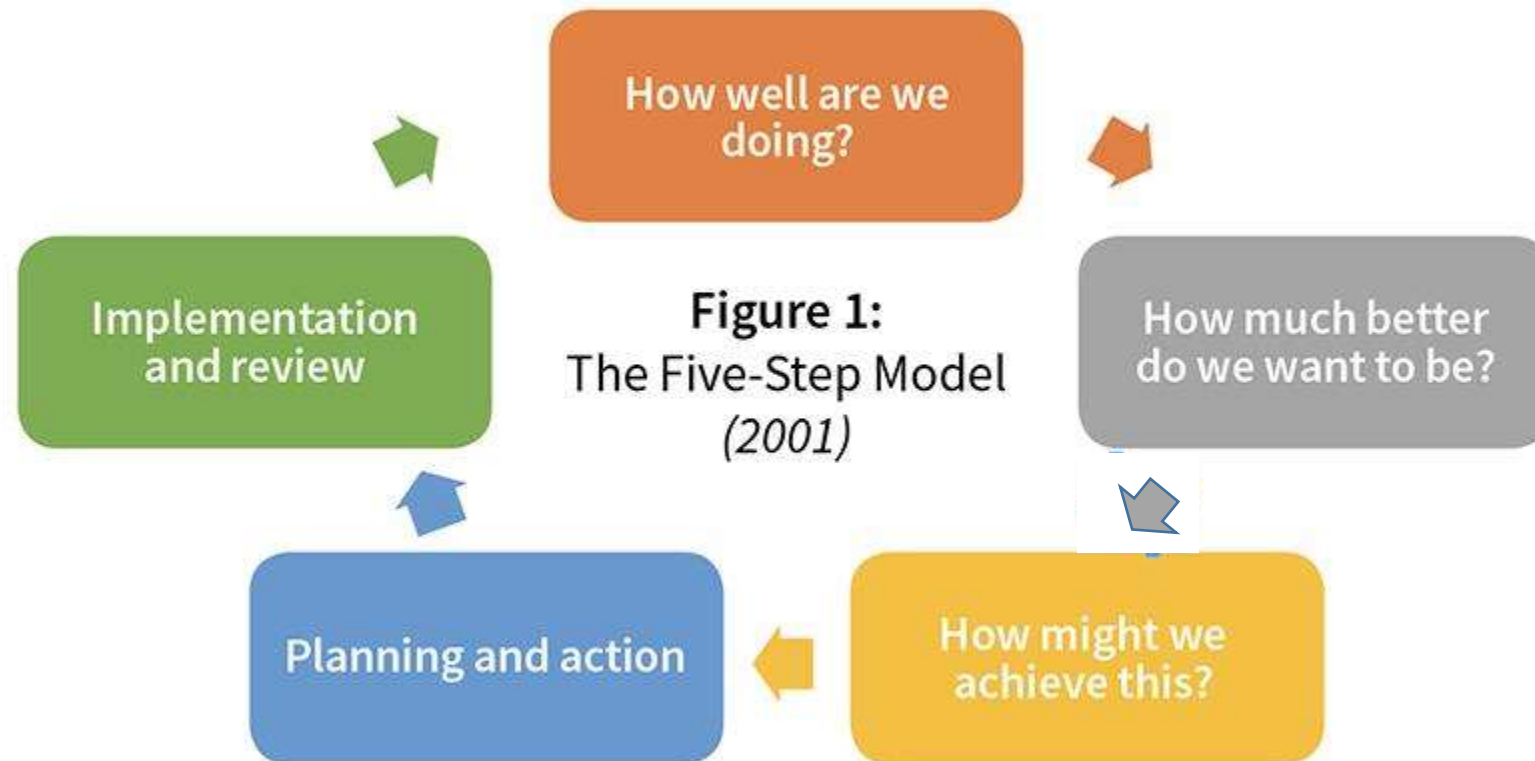 How well are we
doing?
How much better
do we want to be?
How might we
achieve this?
Planning and action
Implementation
and review
Figure 1:
The Five-Step Model
(2001)